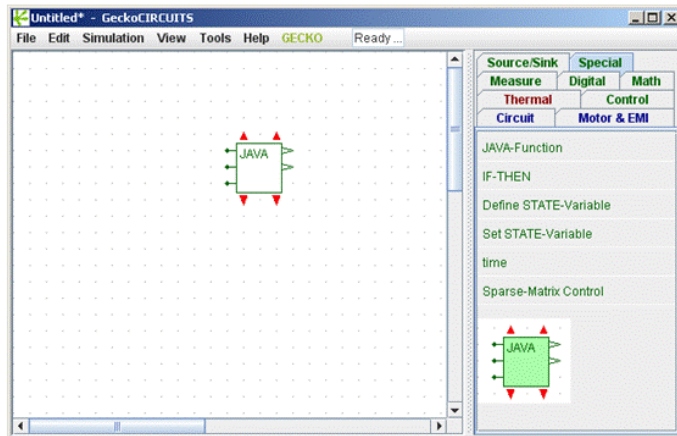 Untitled* - GeckoCIRCUITS
File Edit Simulation View Tools Help GECKO Ready ...
Source/Sink Special
Measure Digital Math
Thermal Control
Circuit Motor & EMI
JAVA
JAVA-Function
IF-THEN
Define STATE-Variable
Set STATE-Variable
time
Sparse-Matrix Control
JAVA